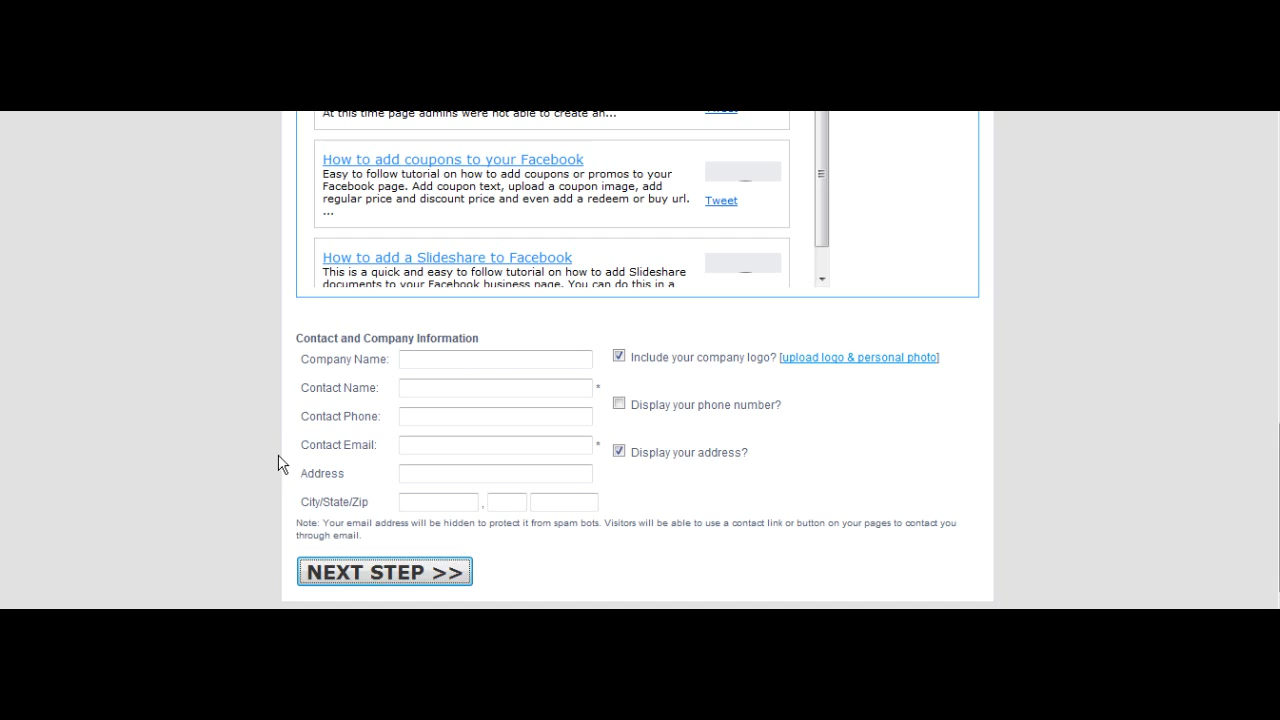 At this time page admins were not able to create an...
Tweet
How to add coupons to your Facebook
Easy to follow tutorial on how to add coupons or promos to your
Facebook page. Add coupon text, upload a coupon image, add
regular price and discount price and even add a redeem or buy url.
...
Tweet
How to add a Slideshare to Facebook
This is a quick and easy to follow tutorial on how to add Slideshare
documents to your Facebook business page. You can do this in a
Contact and Company Information
Company Name:
Include your company logo? [upload logo & personal photo]
Contact Name: *
Display your phone number?
Contact Phone:
Contact Email: *
Display your address?
Address
City/State/Zip ,
Note: Your email address will be hidden to protect it from spam bots. Visitors will be able to use a contact link or button on your pages to contact you
through email.
NEXT STEP >>